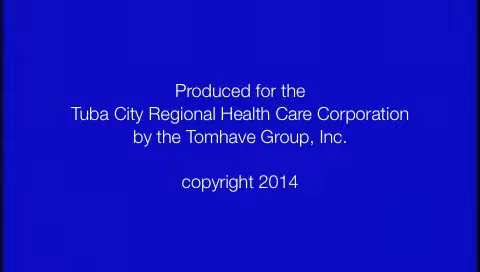 Produced for the
Tuba City Regional Health Care Corporation
by the Tomhave Group, Inc.
copyright 2014